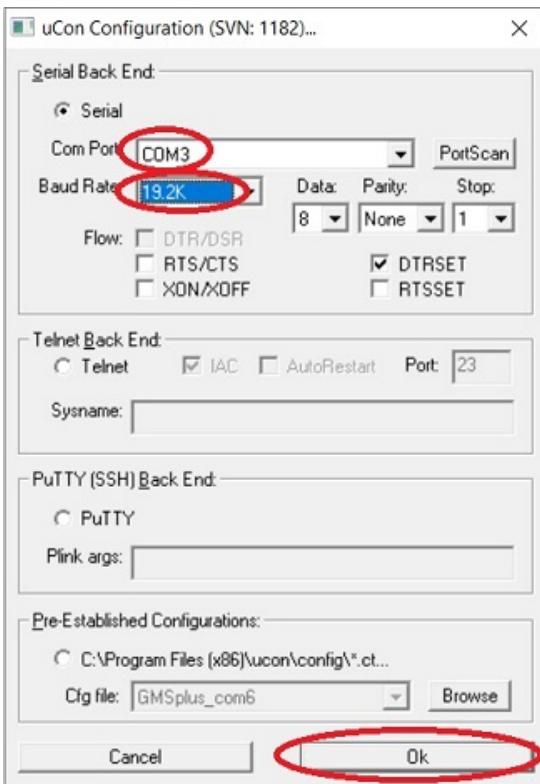 uCon Configuration (SVN: 1182)...
Serial Back End:
Serial
Com Port: COM3 PortScan
Baud Rate: 19.2K Data: Parity: Stop:
8 None 1
Flow: DTR/DSR
RTS/CTS DTRSET
XON/XOFF RTSSET
Telnet Back End:
Telnet IAC AutoRestart Port: 23
Sysname:
PuTTY (SSH) Back End:
PuTTY
Plink args:
Pre-Established Configurations:
C:\Program Files (x86)\ucon\config\*.ct...
Cfg file: GMSplus_com6 Browse
Cancel Ok